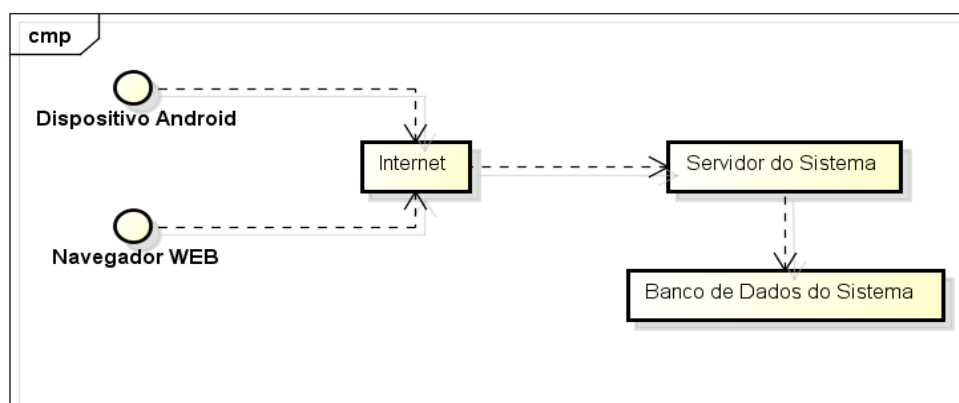 cmp
Dispositivo Android
Internet
Servidor do Sistema
Navegador WEB
Banco de Dados do Sistema